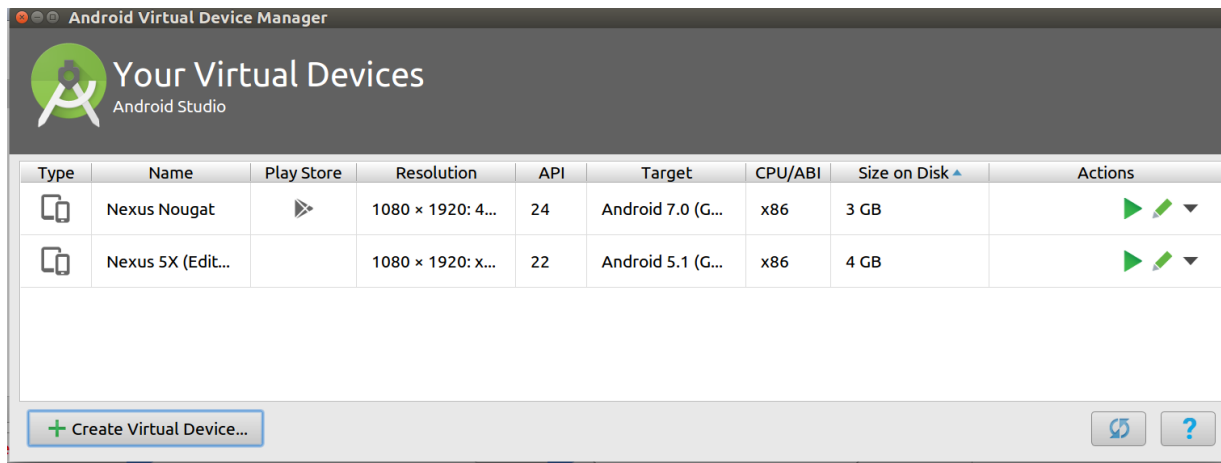 Android Virtual Device Manager
Your Virtual Devices
Android Studio
Type Name Play Store Resolution API Target CPU/ABI Size on Disk Actions
Nexus Nougat 1080 × 1920: 4... 24 Android 7.0 (G... x86 3 GB
Nexus 5X (Edit... 1080 × 1920: x... 22 Android 5.1 (G... x86 4 GB
+ Create Virtual Device...
?